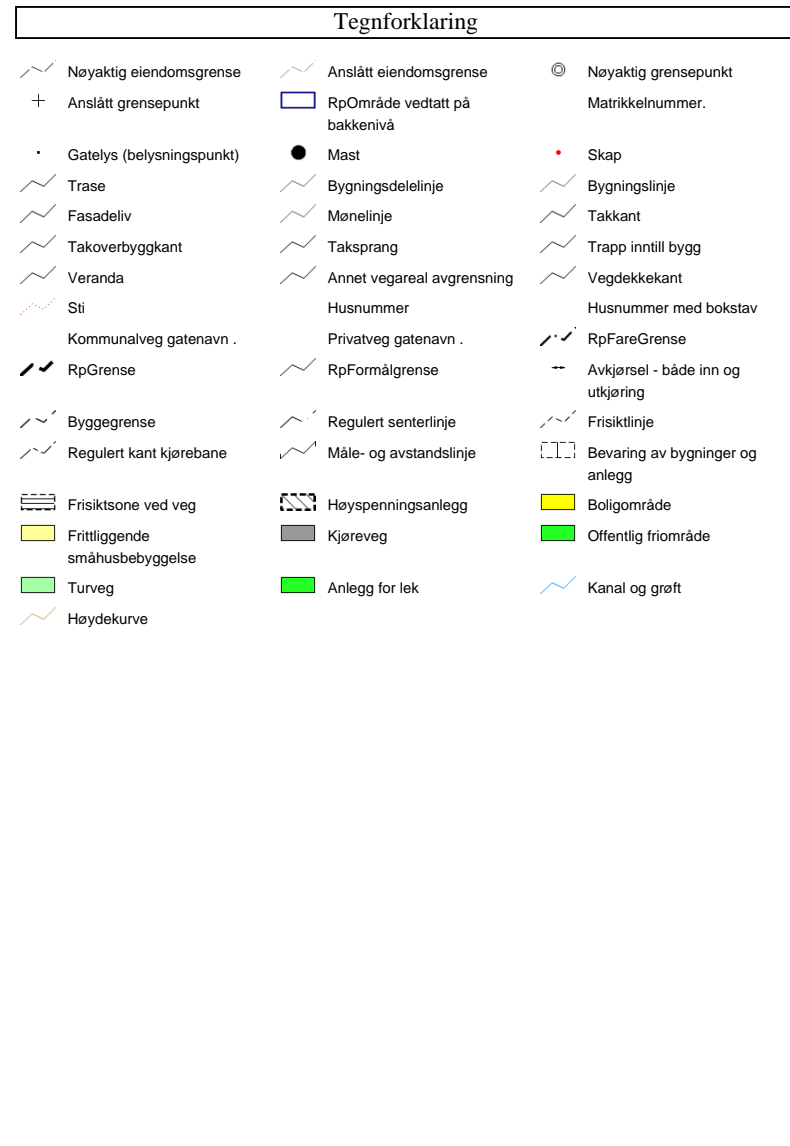 Tegnforklaring
Nøyaktig eiendomsgrense
Anslått eiendomsgrense
Nøyaktig grensepunkt
Anslått grensepunkt
RpOmråde vedtatt på
bakkenivå
Matrikkelnummer.
Gatelys (belysningspunkt)
Mast
Skap
Trase
Bygningsdelelinje
Bygningslinje
Fasadeliv
Mønelinje
Takkant
Takoverbyggkant
Taksprang
Trapp inntill bygg
Veranda
Annet vegareal avgrensning
Vegdekkekant
Sti
Husnummer
Husnummer med bokstav
Kommunalveg gatenavn .
Privatveg gatenavn .
RpFareGrense
RpGrense
RpFormålgrense
Avkjørsel - både inn og
utkjøring
Byggegrense
Regulert senterlinje
Frisiktlinje
Regulert kant kjørebane
Måle- og avstandslinje
Bevaring av bygninger og
anlegg
Frisiktsone ved veg
Høyspenningsanlegg
Boligområde
Frittliggende
småhusbebyggelse
Kjøreveg
Offentlig friområde
Turveg
Anlegg for lek
Kanal og grøft
Høydekurve